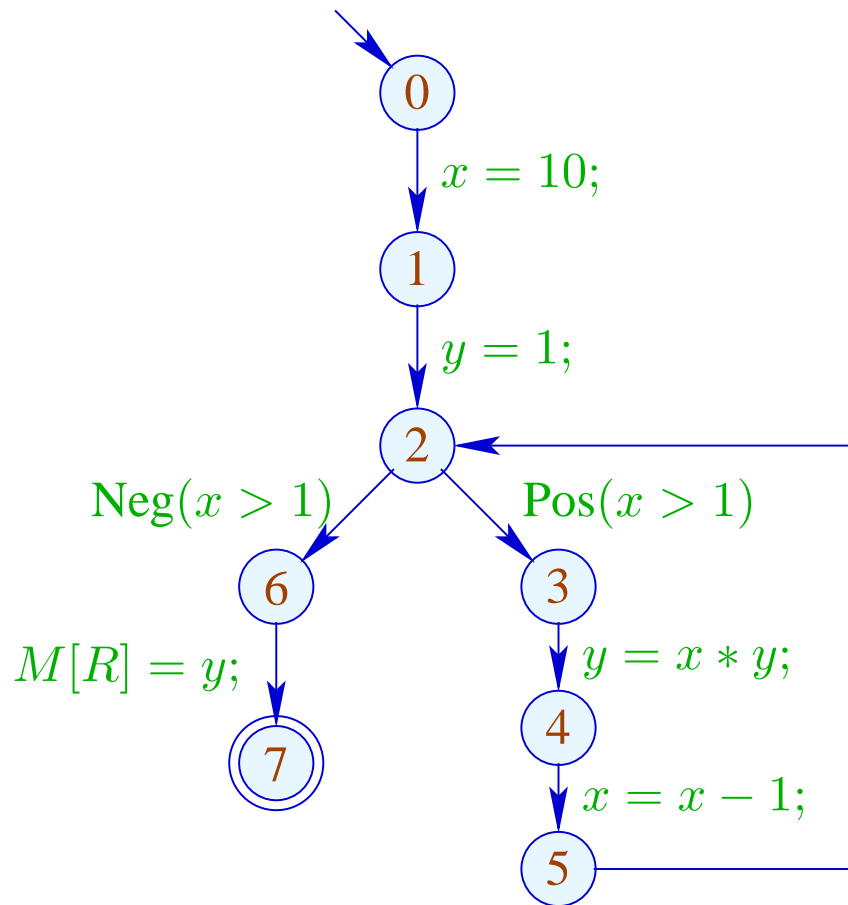 0
x = 10;
1
y = 1;
2
Neg(x > 1)
Pos(x > 1)
6
3
M[R] = y;
y = x ∗ y;
7
4
x = x − 1;
5